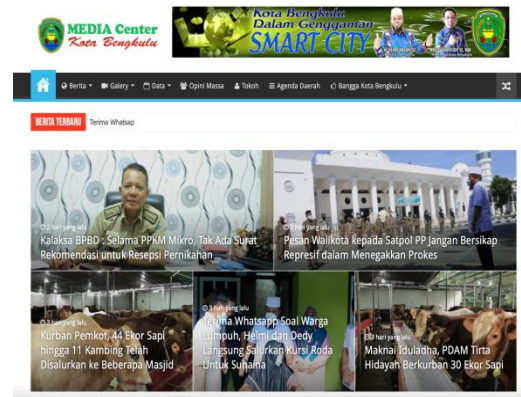 MEDIA Center
Kota Bengkulu
Kota Bengkulu
Dalam Genggaman
SMART CITY
Berita
Galery
Data
Opini Massa
Tokoh
Agenda Daerah
Bangga Kota Bengkulu
BERITA TERBARU
Terima Whatsap
2 hari yang lalu
Kalaksa BPBD : Selama PPKM Mikro, Tak Ada Surat
Rekomendasi untuk Resepsi Pernikahan
hari yang lalu
Pesan Walikota kepada Satpol PP Jangan Bersikap
Represif dalam Menegakkan Prokes
3 hari yang lalu
Kurban Pemkot, 44 Ekor Sapi
hingga 11 Kambing Telah
Disalurkan ke Beberapa Masjid
3 hari yang lalu
Terima Whatsapp Soal Warga
Lumpuh, Helmi dan Dedy
Langsung Salurkan Kursi Roda
Untuk Suhaina
3 hari yang lalu
Maknai Iduladha, PDAM Tirta
Hidayah Berkurban 30 Ekor Sapi